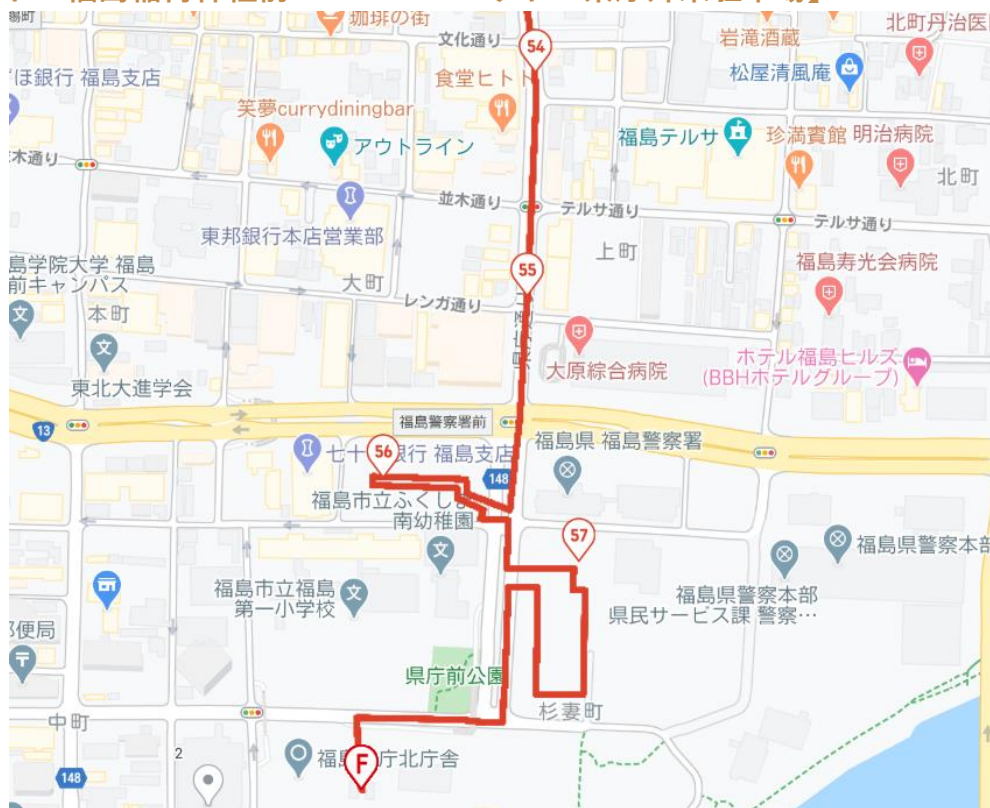 珈琲の街
文化通り
54
岩滝酒蔵
北町丹治医
ほ銀行 福島支店
食堂ヒト
松屋清風庵
笑夢currydiningbar
アウトライン
福島テルサ
珍満賓館
明治病院
木通り
並木通り
テルサ通り
テルサ通り
北町
東邦銀行本店営業部
上町
島学院大学 福島
前キャンパス
大町
55
福島寿光会病院
本町
レンガ通り
東北大進学会
大原綜合病院
ホテル福島ヒルズ
(BBHホテルグループ)
13
福島警察署前
七十
銀行 福島支店
56
148
福島県 福島警察署
福島市立ふくし
南幼稚園
57
福島県警察本部
福島市立福島
第一小学校
福島県警察本部
県民サービス課 警察…
便局
県庁前公園
杉妻町
中町
2
福島
庁北庁舎
F
148